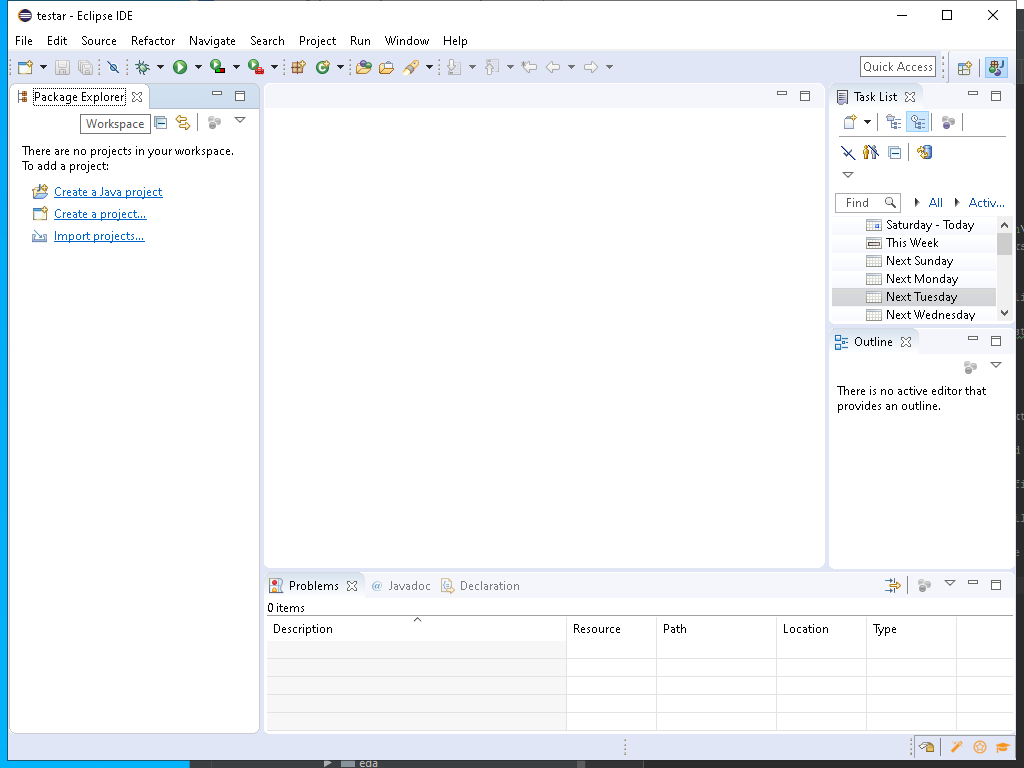 testar - Eclipse IDE
File Edit Source Refactor Navigate Search Project Run Window Help
Quick Access
Package Explorer
Workspace
There are no projects in your workspace.
To add a project:
Create a Java project
Create a project...
Import projects...
Task List
Find All Activ...
Saturday - Today
This Week
Next Sunday
Next Monday
Next Tuesday
Next Wednesday
Outline
There is no active editor that
provides an outline.
Problems @ Javadoc Declaration
0 items
Description Resource Path Location Type
eda